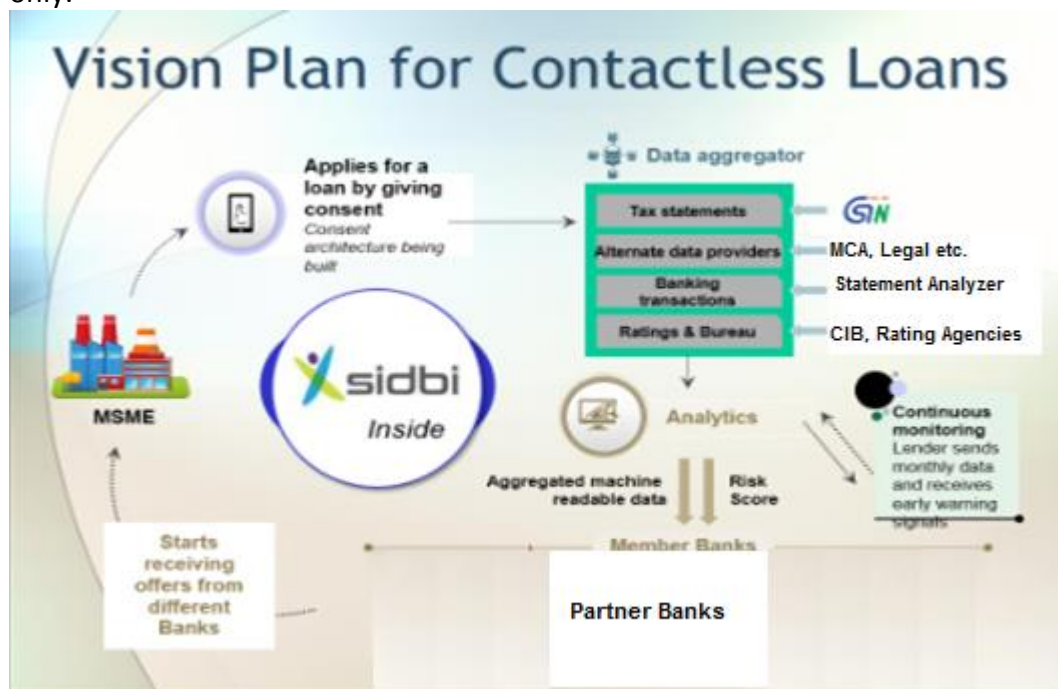 only.
Vision Plan for Contactless Loans
Applies for a
loan by giving
consent
Consent
architecture being
built
Data aggregator
Tax statements
GSTN
Alternate data providers
MCA, Legal etc.
Banking
transactions
Statement Analyzer
Ratings & Bureau
CIB, Rating Agencies
MSME
sidbi
Inside
Analytics
Continuous
monitoring
Lender sends
monthly data
and receives
early warning
signals
Aggregated machine
readable data
Risk
Score
Starts
receiving
offers from
different
Banks
Member Banks
Partner Banks